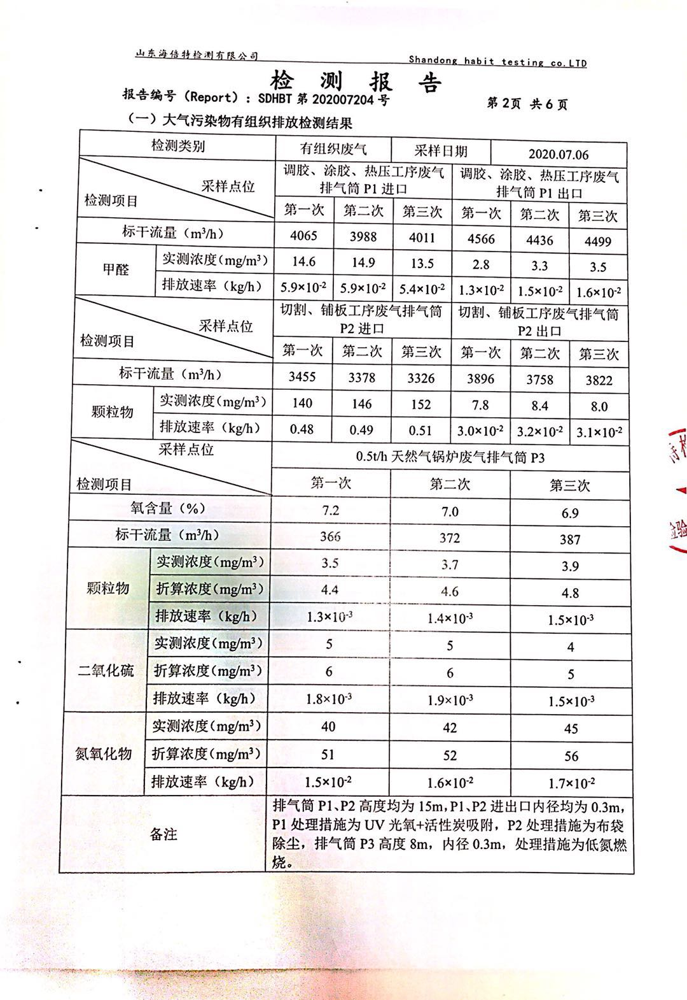 山东海倍特检测有限公司 Shandong habit testing co.LTD
检 测 报 告
报告编号（Report）：SDHBT 第 202007204 号 第 2页 共 6 页
（一）大气污染物有组织排放检测结果
检测类别 有组织废气 采样日期 2020.07.06
采样点位 检测项目 调胶、涂胶、热压工序废气排气筒 P1 进口 调胶、涂胶、热压工序废气排气筒 P1 出口
第一次 第二次 第三次 第一次 第二次 第三次
标干流量（m³/h） 4065 3988 4011 4566 4436 4499
甲醛 实测浓度(mg/m³) 14.6 14.9 13.5 2.8 3.3 3.5
排放速率（kg/h） 5.9×10⁻² 5.9×10⁻² 5.4×10⁻² 1.3×10⁻² 1.5×10⁻² 1.6×10⁻²
采样点位 检测项目 切割、铺板工序废气排气筒 P2 进口 切割、铺板工序废气排气筒 P2 出口
第一次 第二次 第三次 第一次 第二次 第三次
标干流量（m³/h） 3455 3378 3326 3896 3758 3822
颗粒物 实测浓度(mg/m³) 140 146 152 7.8 8.4 8.0
排放速率（kg/h） 0.48 0.49 0.51 3.0×10⁻² 3.2×10⁻² 3.1×10⁻²
采样点位 检测项目 0.5t/h 天然气锅炉废气排气筒 P3
第一次 第二次 第三次
氧含量（%） 7.2 7.0 6.9
标干流量（m³/h） 366 372 387
颗粒物 实测浓度(mg/m³) 3.5 3.7 3.9
折算浓度(mg/m³) 4.4 4.6 4.8
排放速率（kg/h） 1.3×10⁻³ 1.4×10⁻³ 1.5×10⁻³
二氧化硫 实测浓度(mg/m³) 5 5 4
折算浓度(mg/m³) 6 6 5
排放速率（kg/h） 1.8×10⁻³ 1.9×10⁻³ 1.5×10⁻³
氮氧化物 实测浓度(mg/m³) 40 42 45
折算浓度(mg/m³) 51 52 56
排放速率（kg/h） 1.5×10⁻² 1.6×10⁻² 1.7×10⁻²
备注 排气筒 P1、P2 高度均为 15m，P1、P2 进出口内径均为 0.3m，
P1 处理措施为 UV 光氧+活性炭吸附，P2 处理措施为布袋
除尘，排气筒 P3 高度 8m，内径 0.3m，处理措施为低氮燃
烧。